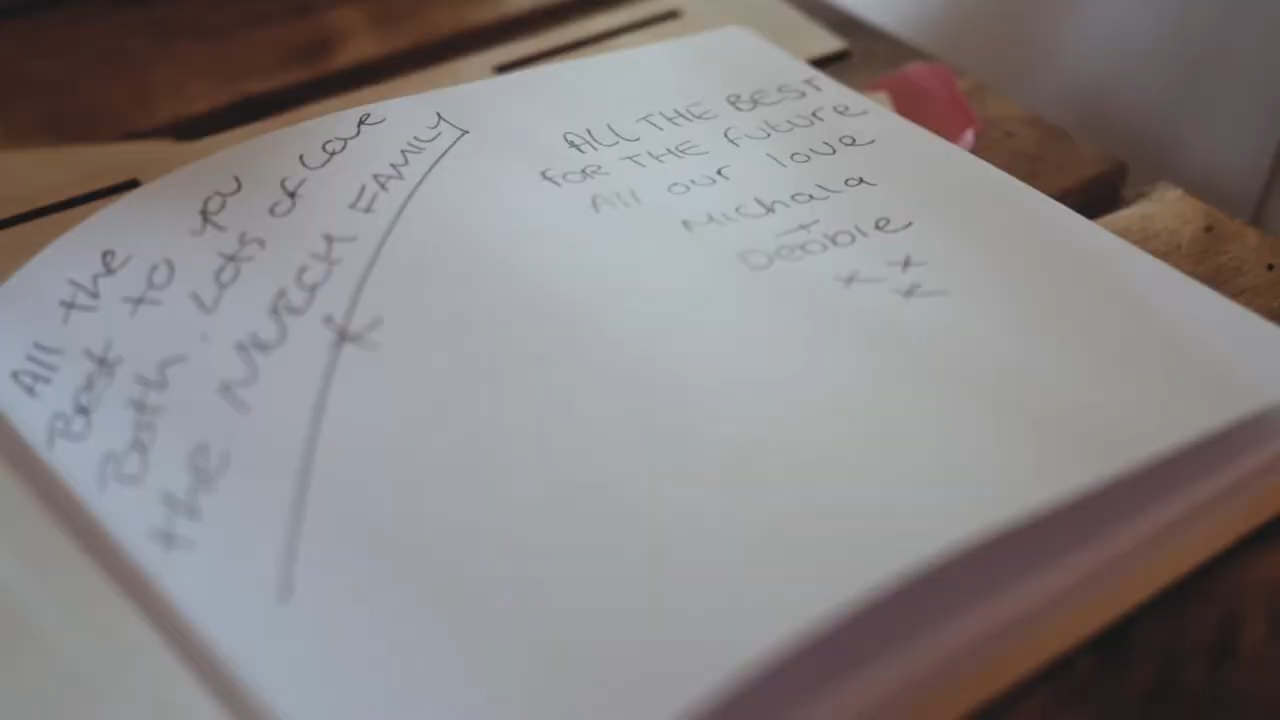 All the
Best to you
Both. Lots of Love
the FAMILY
x
ALL THE BEST
FOR THE Future
All our love
Michala
+
Debbie
x x
x